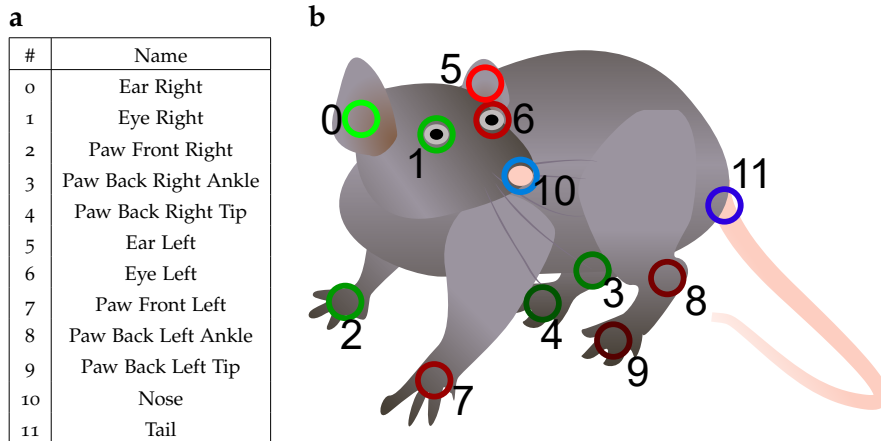 a
# Name
0 Ear Right
1 Eye Right
2 Paw Front Right
3 Paw Back Right Ankle
4 Paw Back Right Tip
5 Ear Left
6 Eye Left
7 Paw Front Left
8 Paw Back Left Ankle
9 Paw Back Left Tip
10 Nose
11 Tail
b
5
0
6
1
10
11
3
8
2
4
9
7